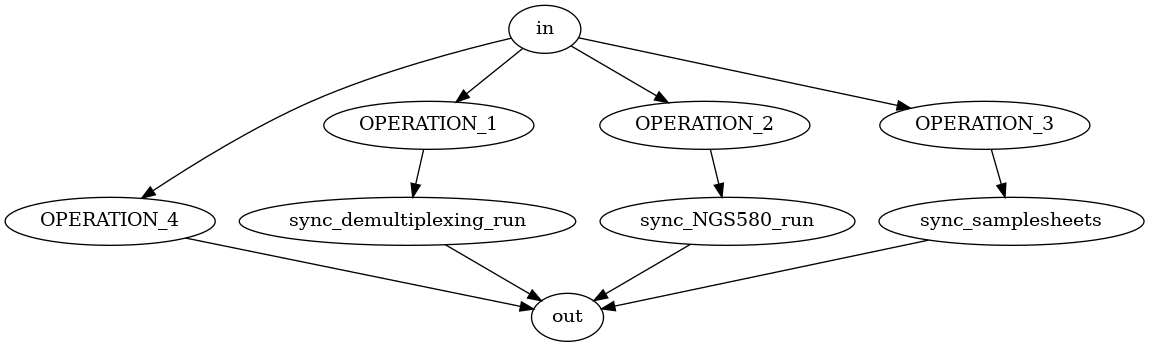 in
OPERATION_1
OPERATION_2
OPERATION_3
OPERATION_4
sync_demultiplexing_run
sync_NGS580_run
sync_samplesheets
out